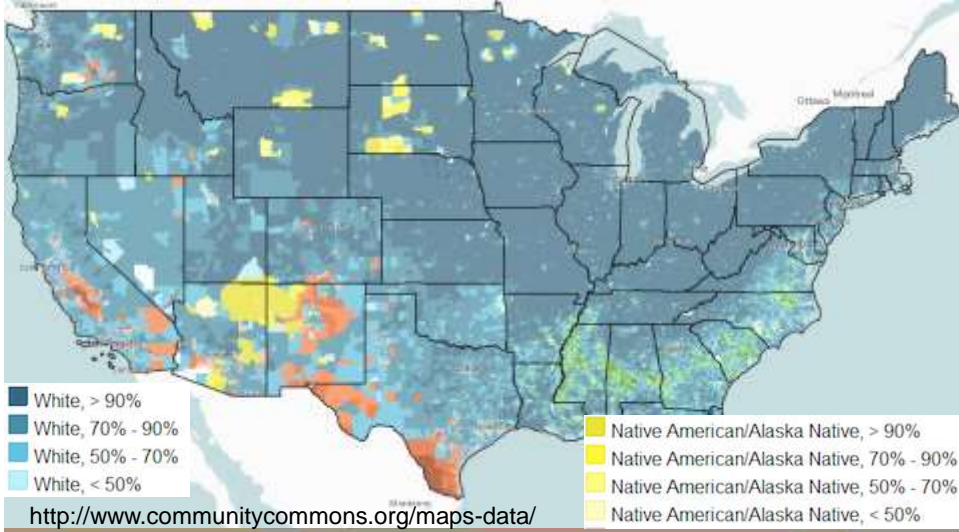 Ottawa
Montreal
White, > 90%
White, 70% - 90%
White, 50% - 70%
White, < 50%
Native American/Alaska Native, > 90%
Native American/Alaska Native, 70% - 90%
Native American/Alaska Native, 50% - 70%
Native American/Alaska Native, < 50%
http://www.communitycommons.org/maps-data/